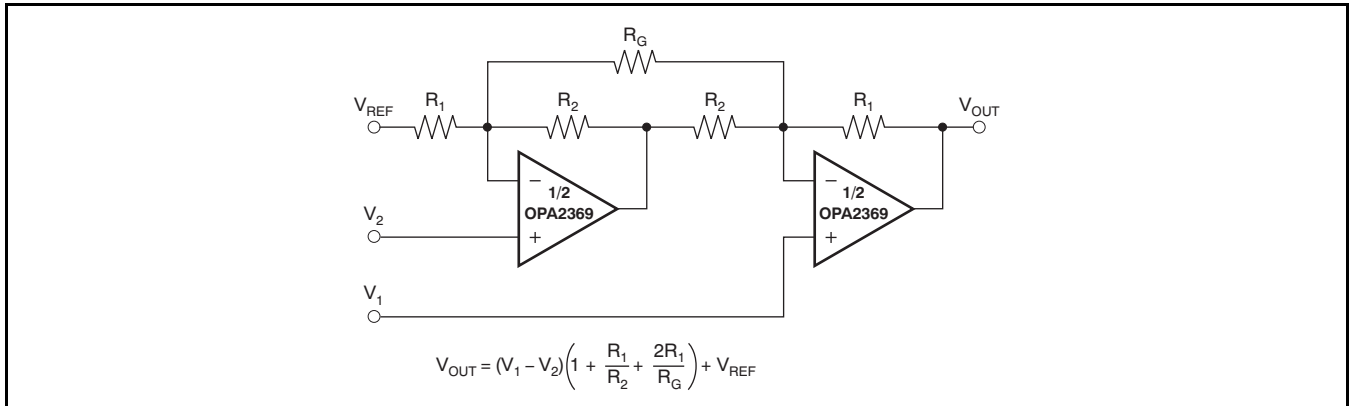 R_G
V_REF R_1 R_2 R_2 R_1 V_OUT
− 1/2 OPA2369 +
− 1/2 OPA2369 +
V_2
V_1
V_OUT = (V_1 – V_2)(1 + R_1/R_2 + 2R_1/R_G) + V_REF